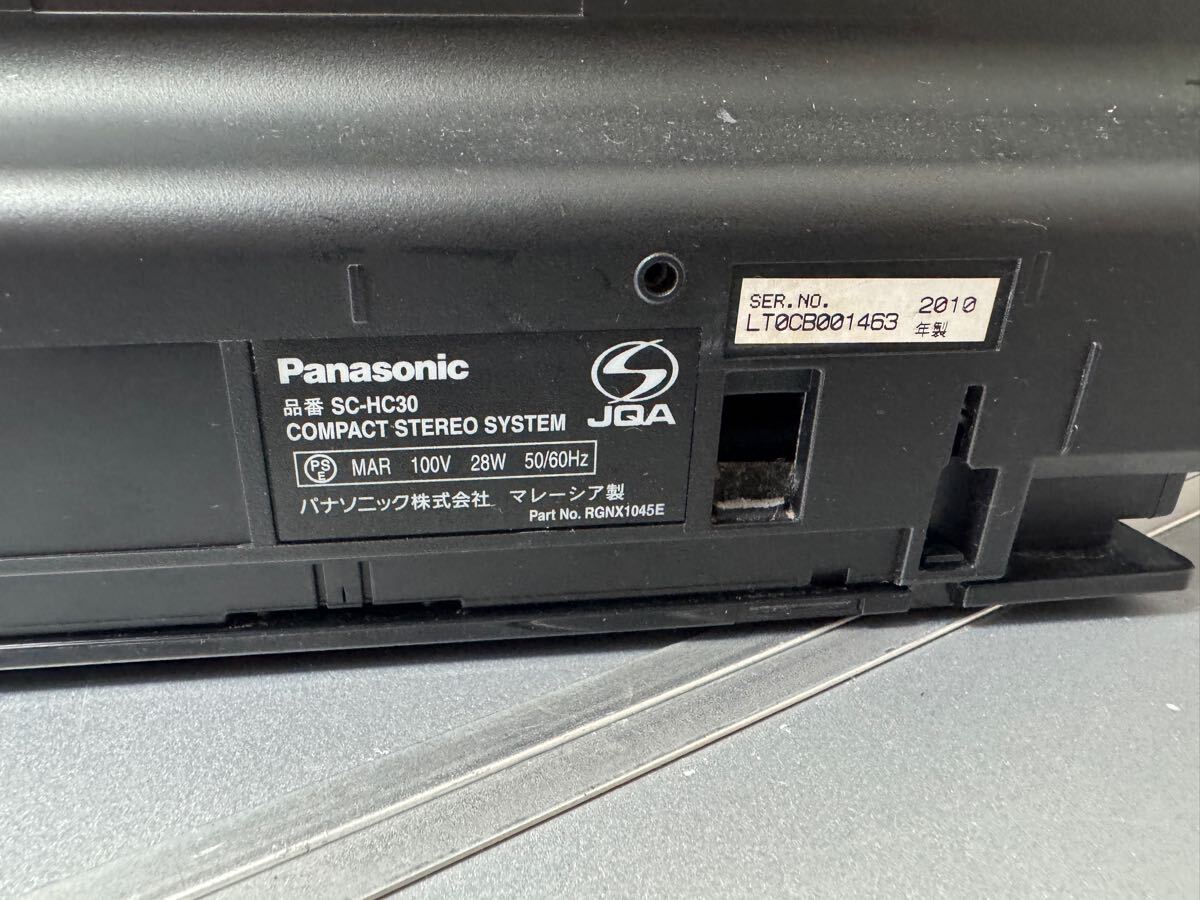 SER.NO. 2010
LT0CB001463 年製
Panasonic
品番 SC-HC30
COMPACT STEREO SYSTEM
JQA
PSE MAR 100V 28W 50/60Hz
パナソニック株式会社 マレーシア製
Part No. RGNX1045E